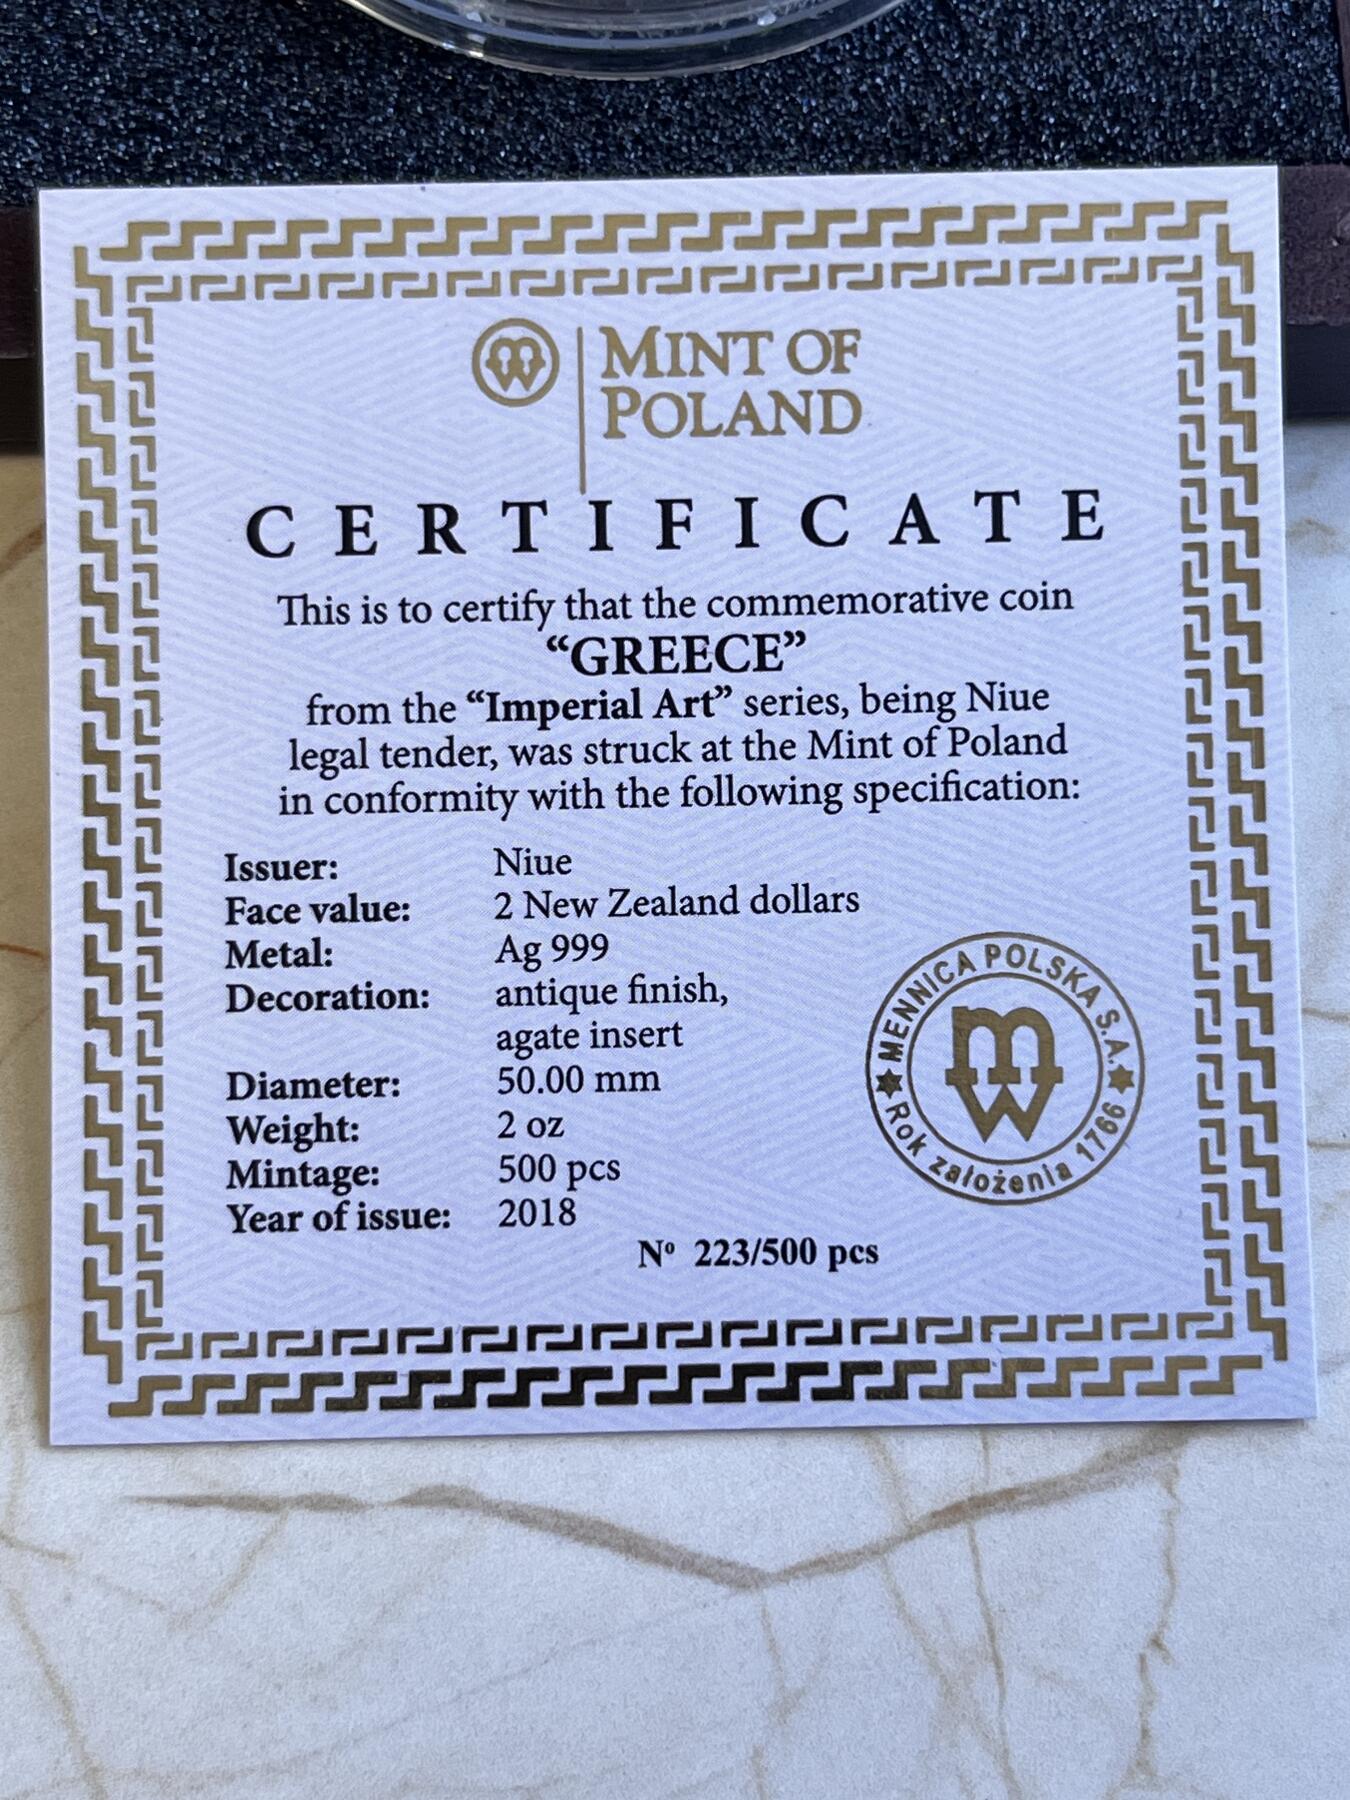 MINT OF
POLAND
CERTIFICATE
This is to certify that the commemorative coin
“GREECE”
from the “Imperial Art” series, being Niue
legal tender, was struck at the Mint of Poland
in conformity with the following specification:
Issuer: Niue
Face value: 2 New Zealand dollars
Metal: Ag 999
Decoration: antique finish,
agate insert
Diameter: 50.00 mm
Weight: 2 oz
Mintage: 500 pcs
Year of issue: 2018
Nº 223/500 pcs
MENNICA POLSKA S.A.
Rok założenia 1766